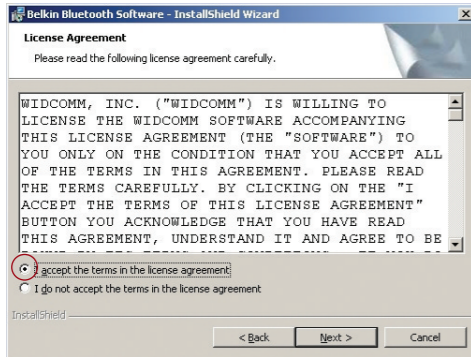 Belkin Bluetooth Software - InstallShield Wizard
License Agreement
Please read the following license agreement carefully.
WIDCOMM, INC. ("WIDCOMM") IS WILLING TO
LICENSE THE WIDCOMM SOFTWARE ACCOMPANYING
THIS LICENSE AGREEMENT (THE "SOFTWARE") TO
YOU ONLY ON THE CONDITION THAT YOU ACCEPT ALL
OF THE TERMS IN THIS AGREEMENT. PLEASE READ
THE TERMS CAREFULLY. BY CLICKING ON THE "I
ACCEPT THE TERMS OF THIS LICENSE AGREEMENT"
BUTTON YOU ACKNOWLEDGE THAT YOU HAVE READ
THIS AGREEMENT, UNDERSTAND IT AND AGREE TO BE
I accept the terms in the license agreement
I do not accept the terms in the license agreement
InstallShield
< Back Next > Cancel